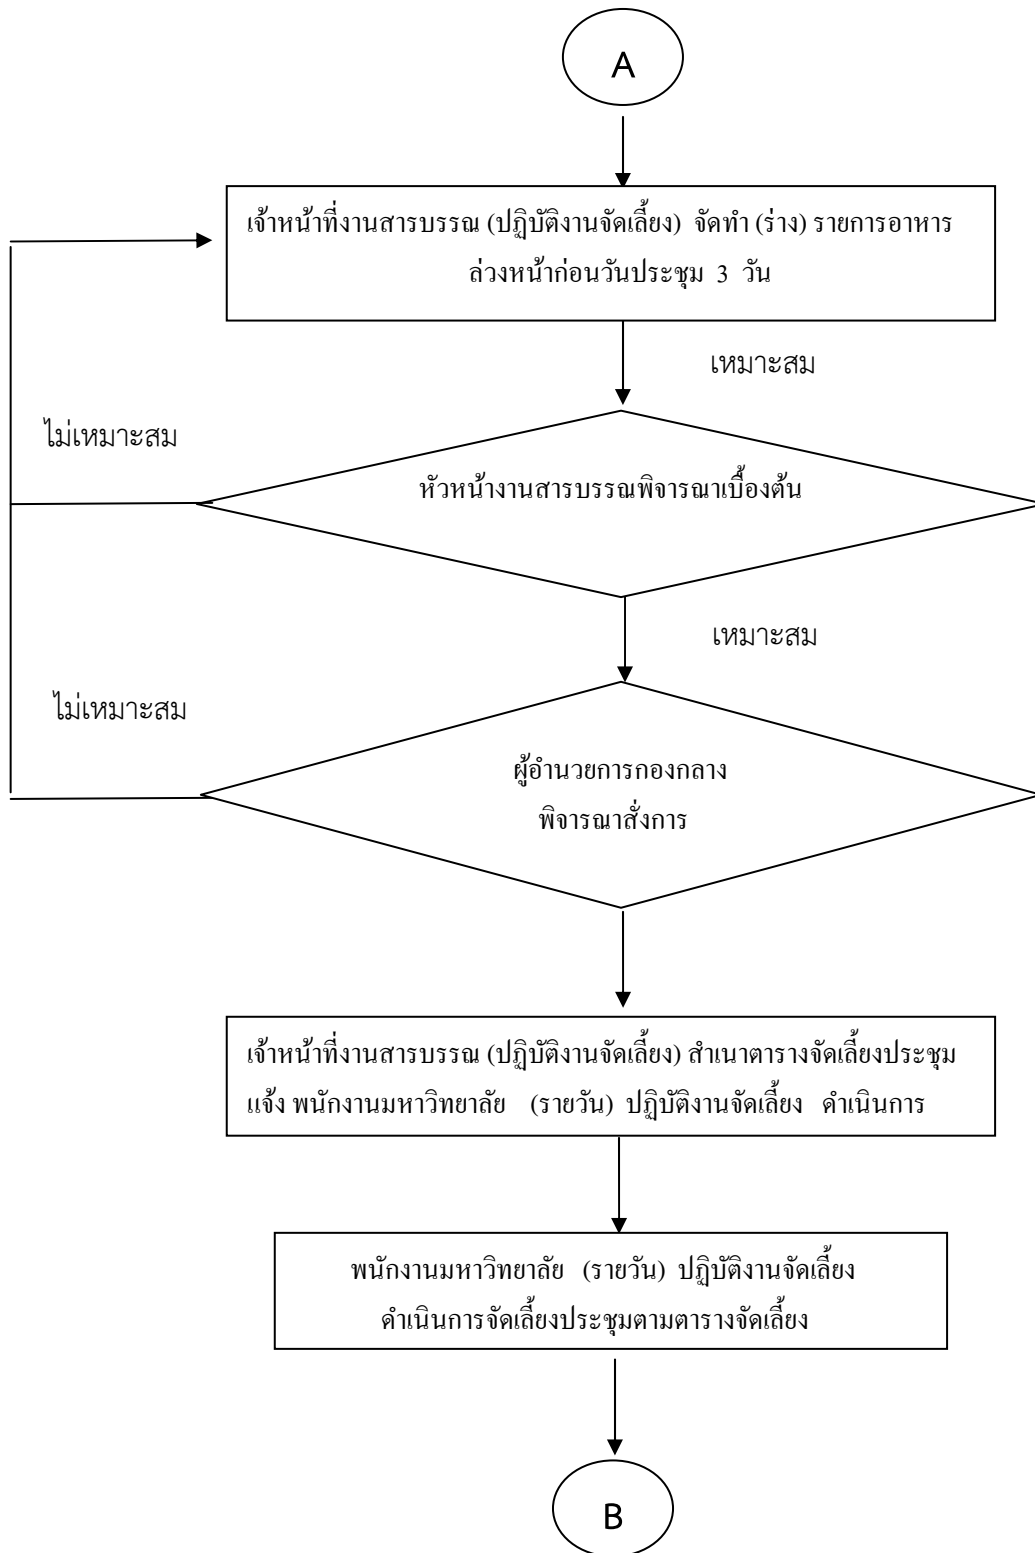 A
เจ้าหน้าที่งานสารบรรณ (ปฏิบัติงานจัดเลี้ยง) จัดทำ (ร่าง) รายการอาหาร
ล่วงหน้าก่อนวันประชุม 3 วัน
เหมาะสม
ไม่เหมาะสม
หัวหน้างานสารบรรณพิจารณาเบื้องต้น
เหมาะสม
ไม่เหมาะสม
ผู้อำนวยการกองกลาง
พิจารณาสั่งการ
เจ้าหน้าที่งานสารบรรณ (ปฏิบัติงานจัดเลี้ยง) สำเนาตารางจัดเลี้ยงประชุม
แจ้ง พนักงานมหาวิทยาลัย (รายวัน) ปฏิบัติงานจัดเลี้ยง ดำเนินการ
พนักงานมหาวิทยาลัย (รายวัน) ปฏิบัติงานจัดเลี้ยง
ดำเนินการจัดเลี้ยงประชุมตามตารางจัดเลี้ยง
B